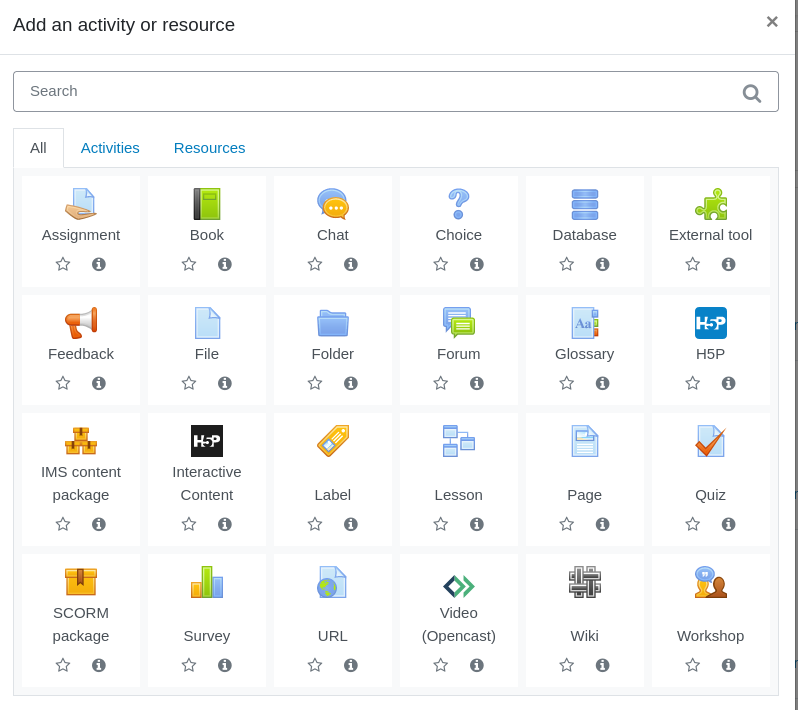 Add an activity or resource
×
Search
All Activities Resources
Assignment Book Chat Choice Database External tool
Feedback File Folder Forum Aa Glossary H5P H5P
IMS content package
H5P Interactive Content
Label Lesson Page Quiz
SCORM package
Survey URL
Video (Opencast)
Wiki Workshop